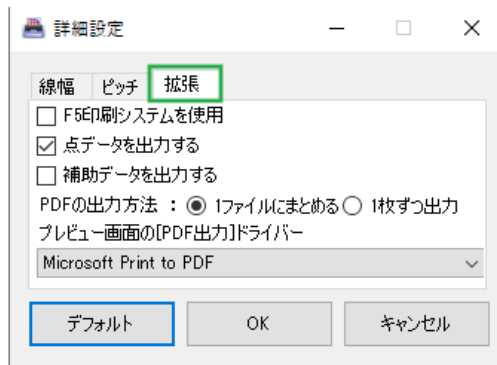 詳細設定
線幅 ピッチ 拡張
F5印刷システムを使用
点データを出力する
補助データを出力する
PDFの出力方法 : 1ファイルにまとめる 1枚ずつ出力
プレビュー画面の[PDF出力]ドライバー
Microsoft Print to PDF
デフォルト OK キャンセル